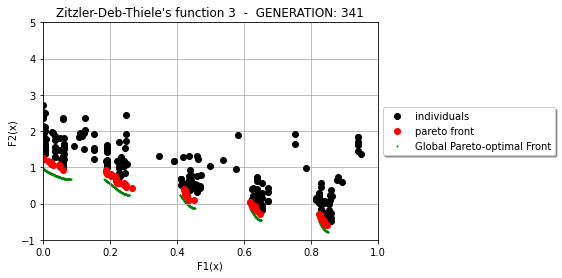 Zitzler-Deb-Thiele's function 3 - GENERATION: 341
5
4
3
2
1
0
−1
F2(x)
0.0 0.2 0.4 0.6 0.8 1.0
F1(x)
individuals
pareto front
Global Pareto-optimal Front